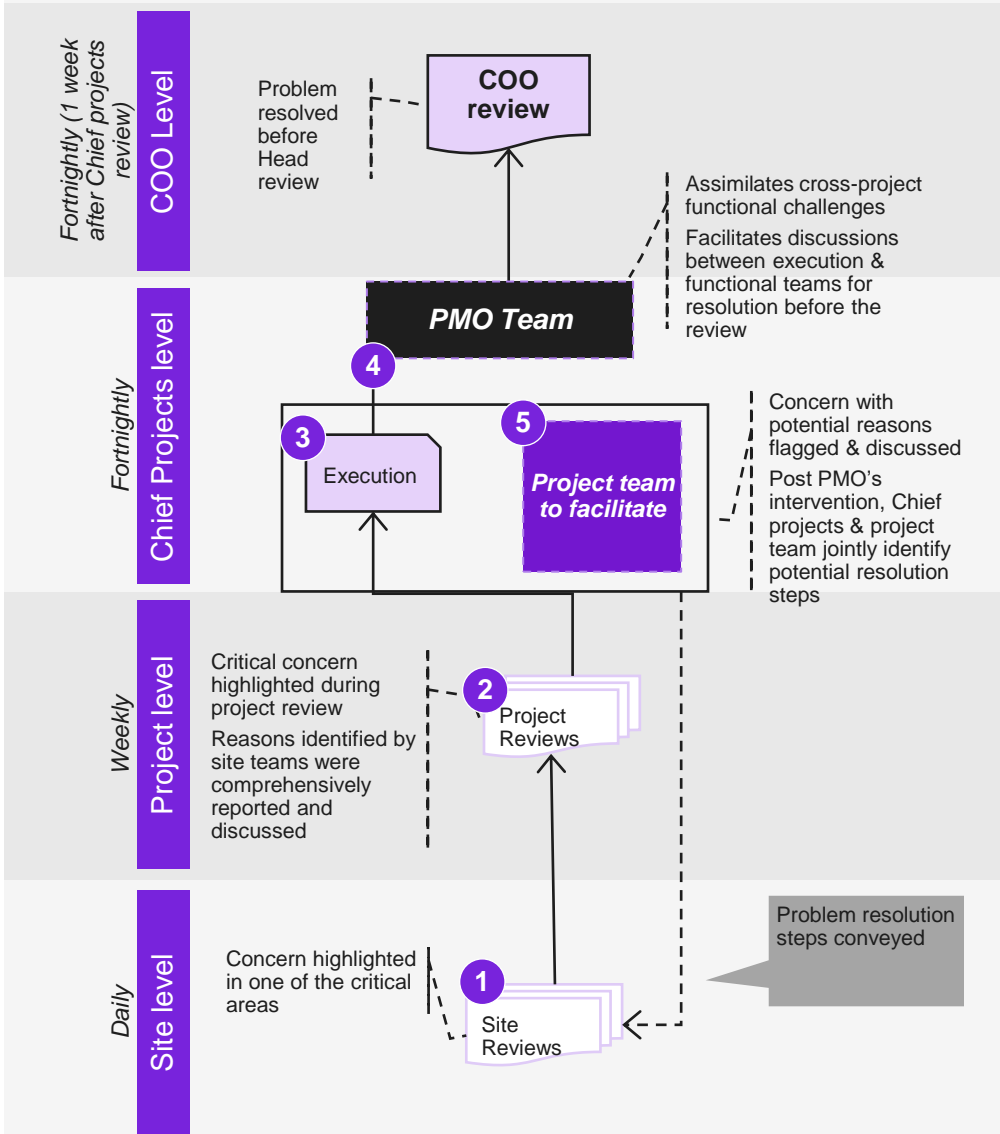 Fortnightly (1 week
after Chief projects
review)
COO Level
Problem
resolved
before
Head
review
COO
review
Assimilates cross-project
functional challenges
Facilitates discussions
between execution &
functional teams for
resolution before the
review
Fortnightly
Chief Projects level
PMO Team
4
3
Execution
5
Project team
to facilitate
Concern with
potential reasons
flagged & discussed
Post PMO’s
intervention, Chief
projects & project
team jointly identify
potential resolution
steps
Weekly
Project level
Critical concern
highlighted during
project review
Reasons identified by
site teams were
comprehensively
reported and
discussed
2
Project
Reviews
Daily
Site level
Concern highlighted
in one of the critical
areas
1
Site
Reviews
Problem resolution
steps conveyed